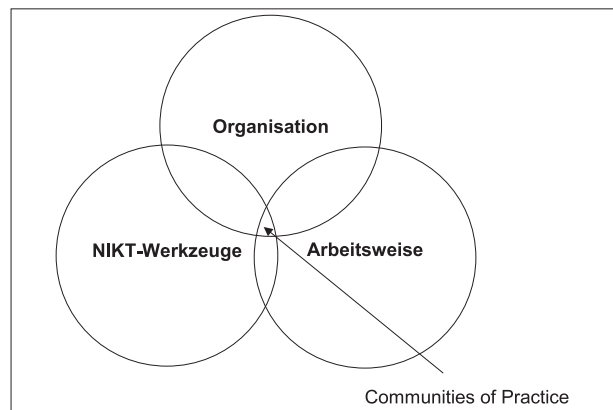 Organisation
NIKT-Werkzeuge
Arbeitsweise
Communities of Practice